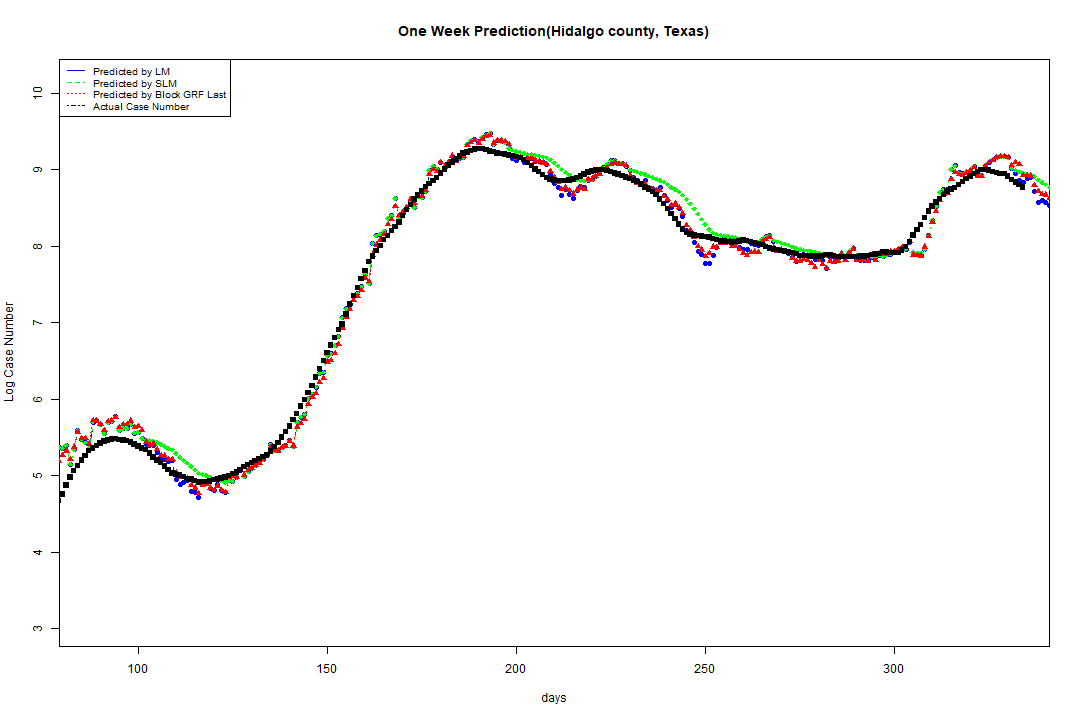 One Week Prediction(Hidalgo county, Texas)
Predicted by LM
Predicted by SLM
Predicted by Block GRF Last
Actual Case Number
10
9
8
7
6
5
4
3
Log Case Number
100 150 200 250 300
days